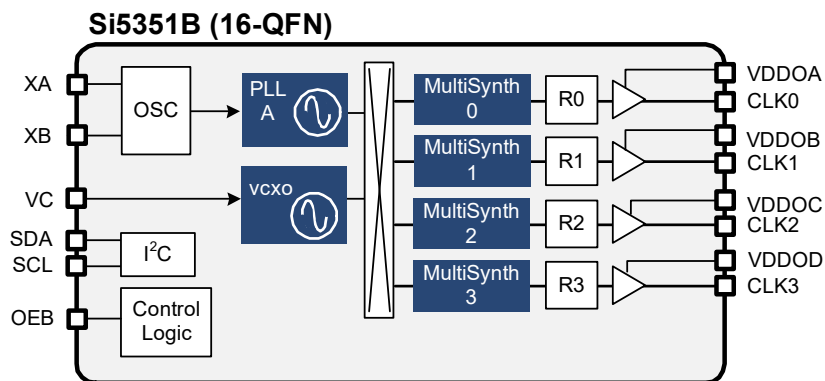 Si5351B (16-QFN)
XA
XB
OSC
PLL
A
VC
vcxo
SDA
SCL
I²C
OEB
Control
Logic
MultiSynth
0
R0
VDDOA
CLK0
MultiSynth
1
R1
VDDOB
CLK1
MultiSynth
2
R2
VDDOC
CLK2
MultiSynth
3
R3
VDDOD
CLK3